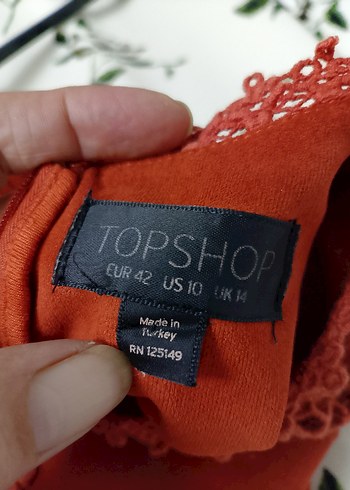 TOPSHOP
EUR 42 US 10 UK 14
Made in
Turkey
RN 125149